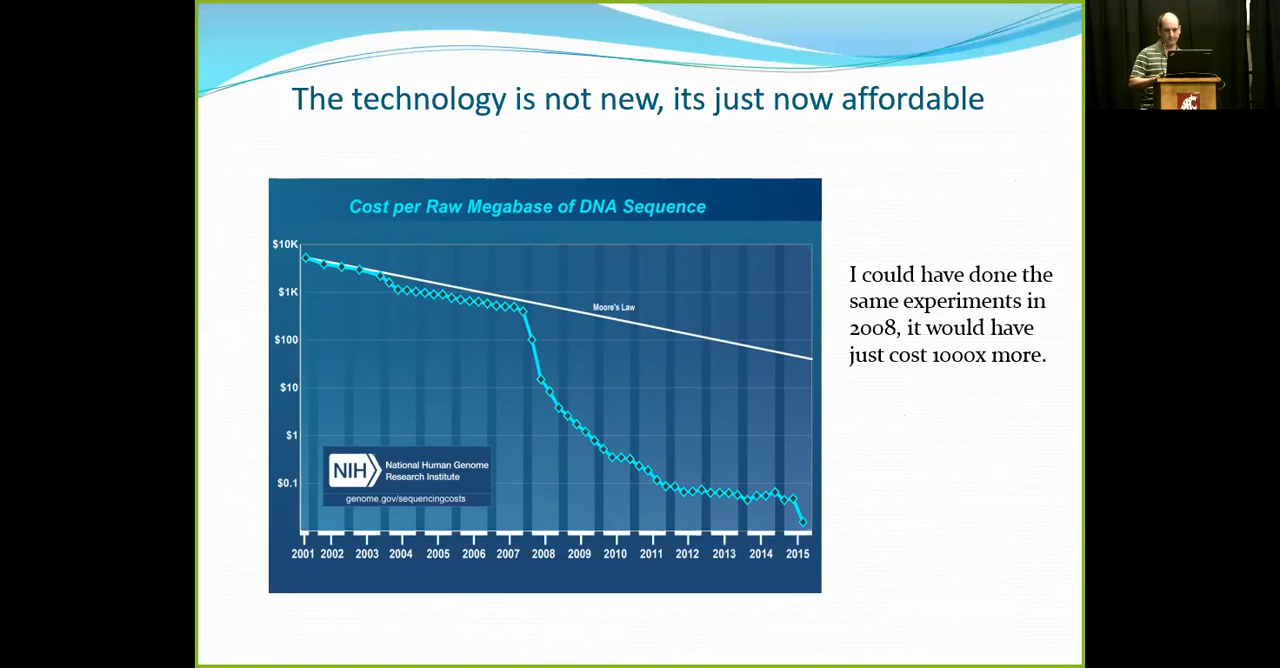 The technology is not new, its just now affordable
Cost per Raw Megabase of DNA Sequence
$10K
$1K
$100
$10
$1
$0.1
Moore's Law
NIH
National Human Genome
Research Institute
genome.gov/sequencingcosts
2001 2002 2003 2004 2005 2006 2007 2008 2009 2010 2011 2012 2013 2014 2015
I could have done the
same experiments in
2008, it would have
just cost 1000x more.